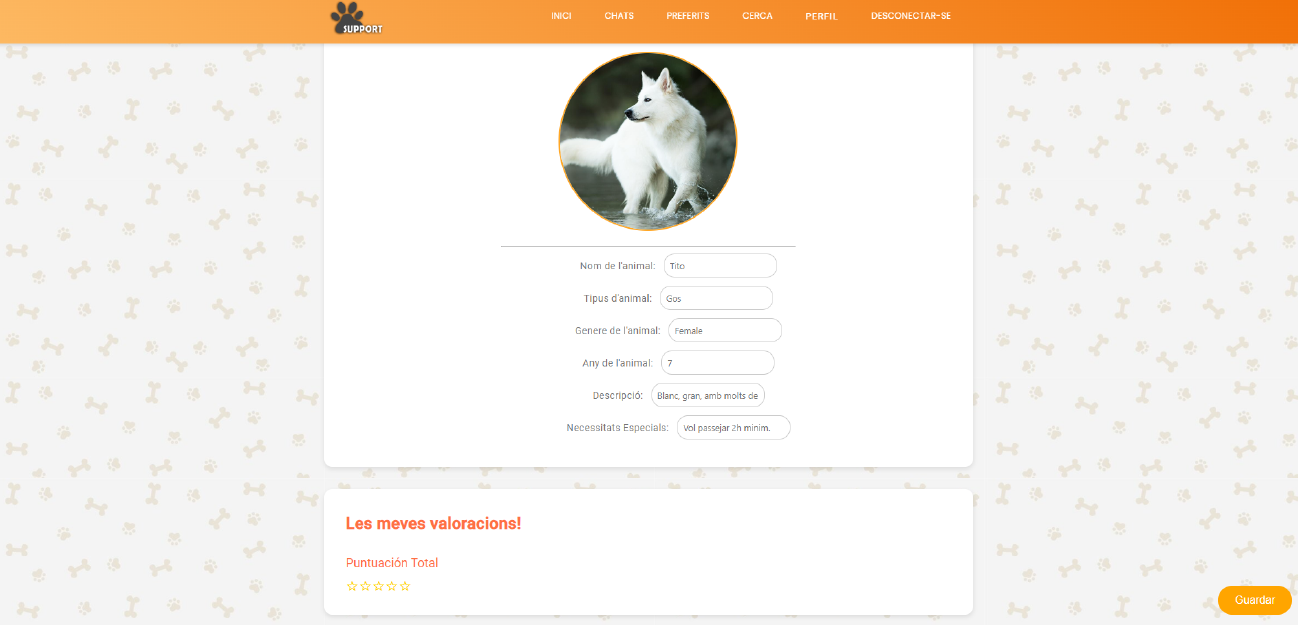 SUPPORT
INICI CHATS PREFERITS CERCA PERFIL DESCONECTAR-SE
Nom de l'animal: Tito
Tipus d'animal: Gos
Genere de l'animal: Female
Any de l'animal: 7
Descripció: Blanc, gran, amb molts de
Necessitats Especials: Vol passejar 2h minim.
Les meves valoracions!
Puntuación Total
Guardar